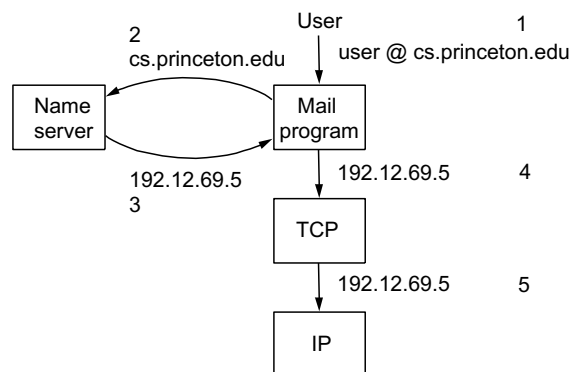 User
1
user @ cs.princeton.edu
2
cs.princeton.edu
Name
server
Mail
program
192.12.69.5
3
192.12.69.5
4
TCP
192.12.69.5
5
IP